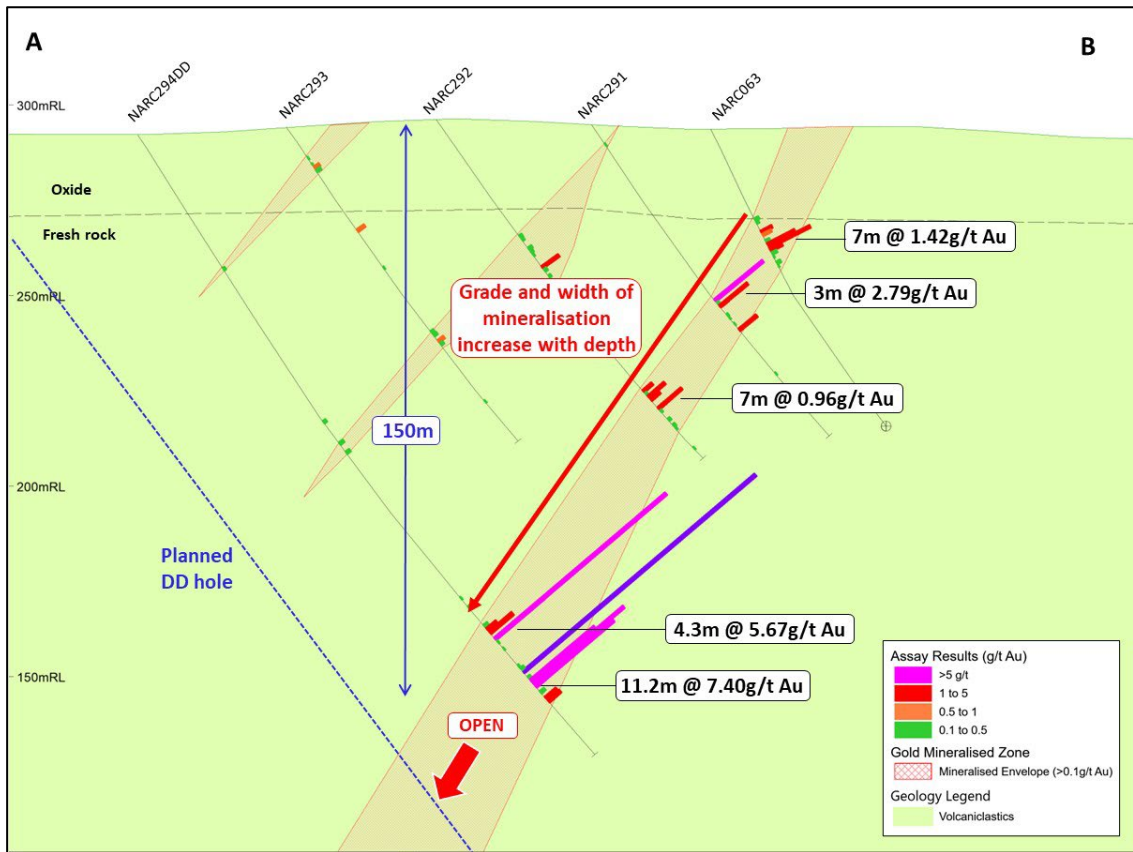 A
B
NARC294DD
NARC293
NARC292
NARC291
NARC063
300mRL
Oxide
Fresh rock
7m @ 1.42g/t Au
250mRL
Grade and width of
mineralisation
increase with depth
3m @ 2.79g/t Au
7m @ 0.96g/t Au
150m
200mRL
Planned
DD hole
4.3m @ 5.67g/t Au
150mRL
11.2m @ 7.40g/t Au
OPEN
Assay Results (g/t Au)
>5 g/t
1 to 5
0.5 to 1
0.1 to 0.5
Gold Mineralised Zone
Mineralised Envelope (>0.1g/t Au)
Geology Legend
Volcaniclastics